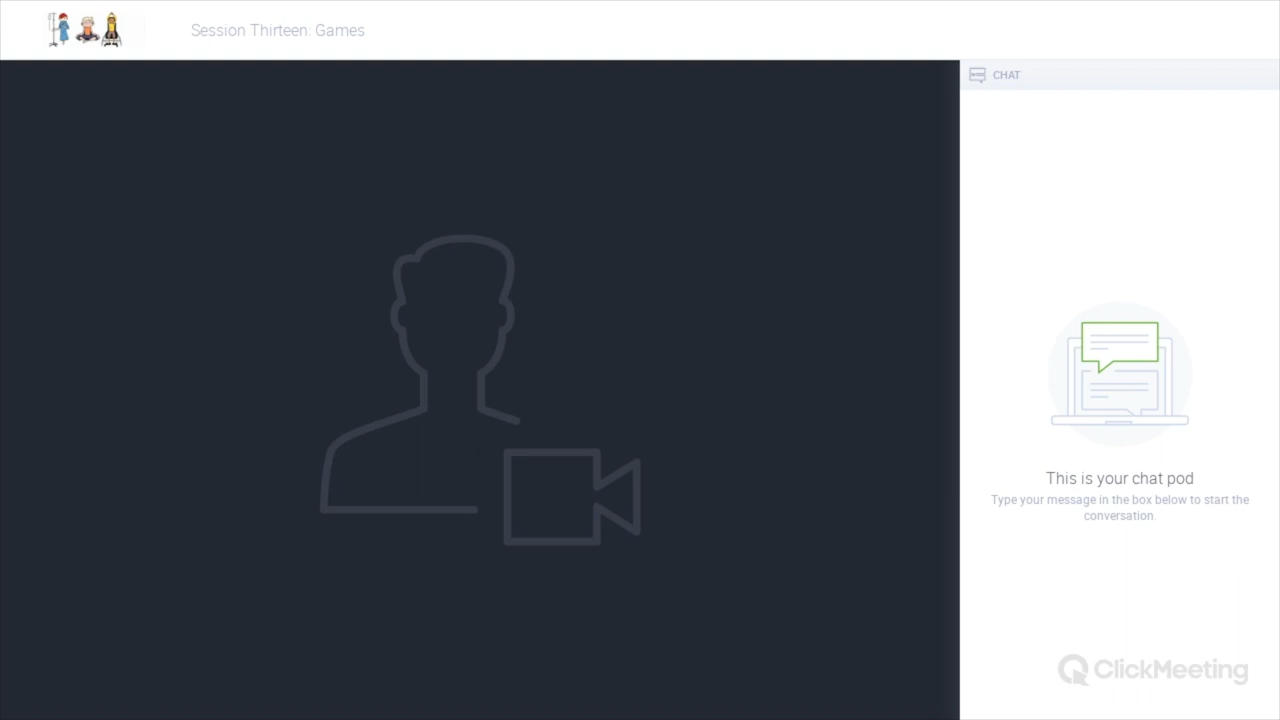 Session Thirteen: Games
CHAT
This is your chat pod
Type your message in the box below to start the
conversation.
ClickMeeting